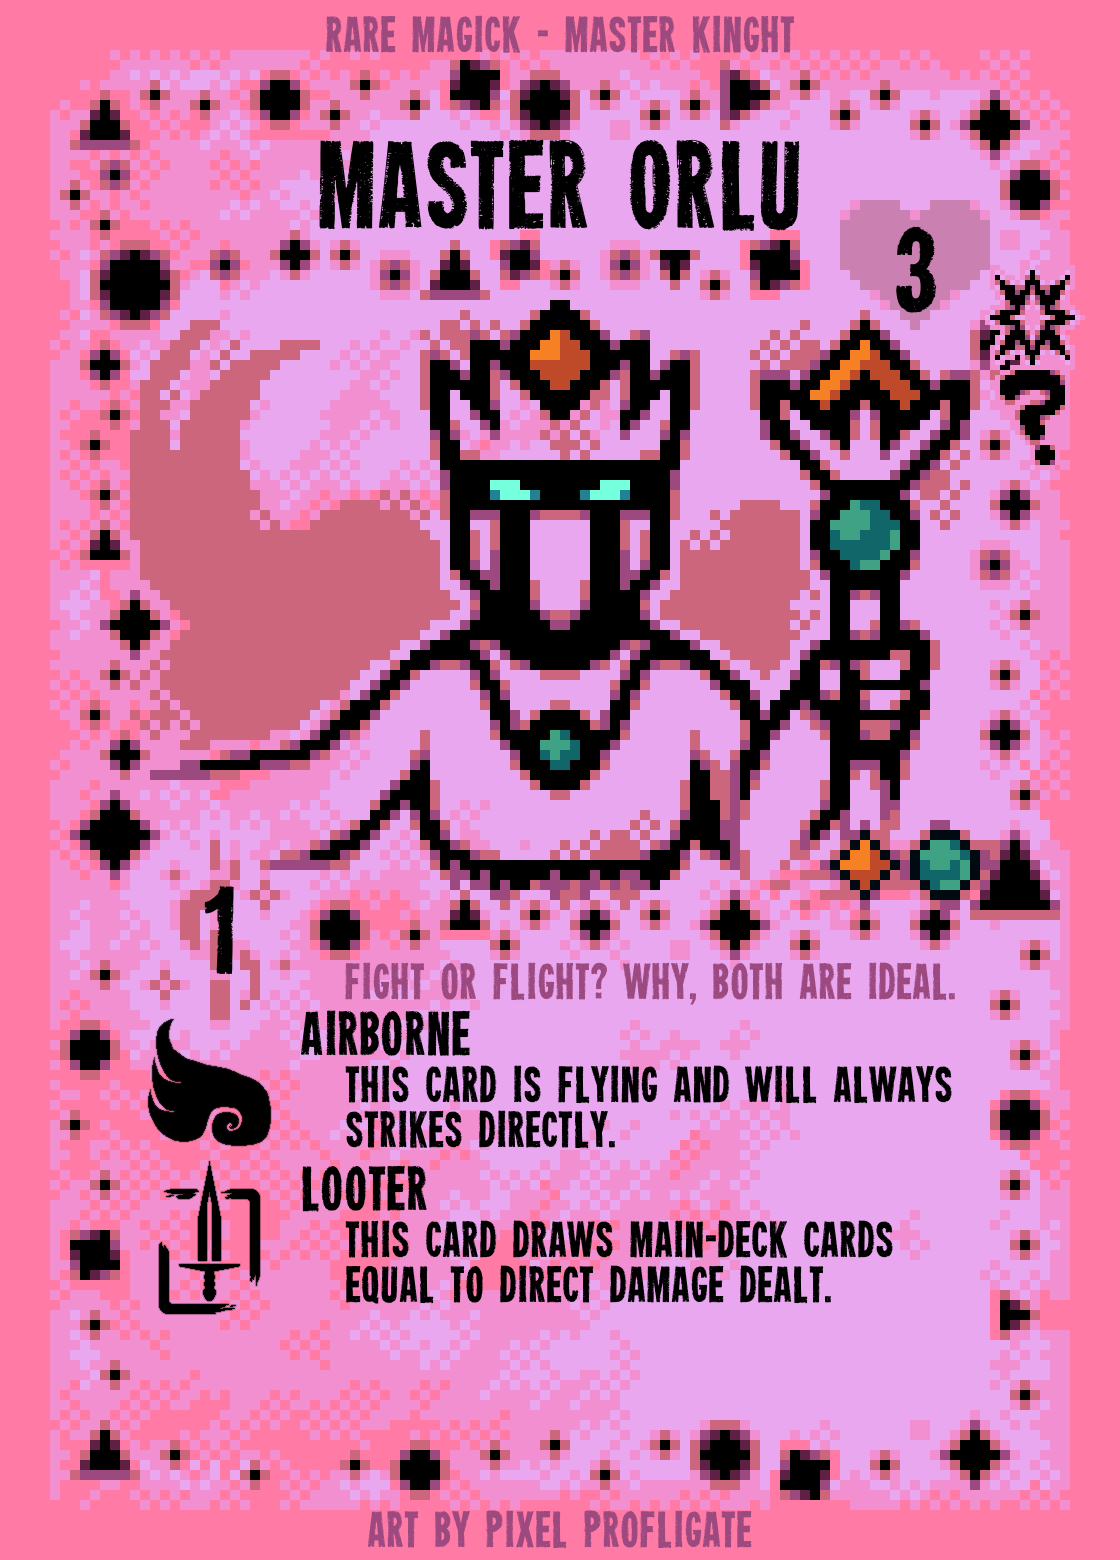 RARE MAGICK - MASTER KINGHT
MASTER ORLU
3
?
1
FIGHT OR FLIGHT? WHY, BOTH ARE IDEAL.
AIRBORNE
THIS CARD IS FLYING AND WILL ALWAYS
STRIKES DIRECTLY.
LOOTER
THIS CARD DRAWS MAIN-DECK CARDS
EQUAL TO DIRECT DAMAGE DEALT.
ART BY PIXEL PROFLIGATE